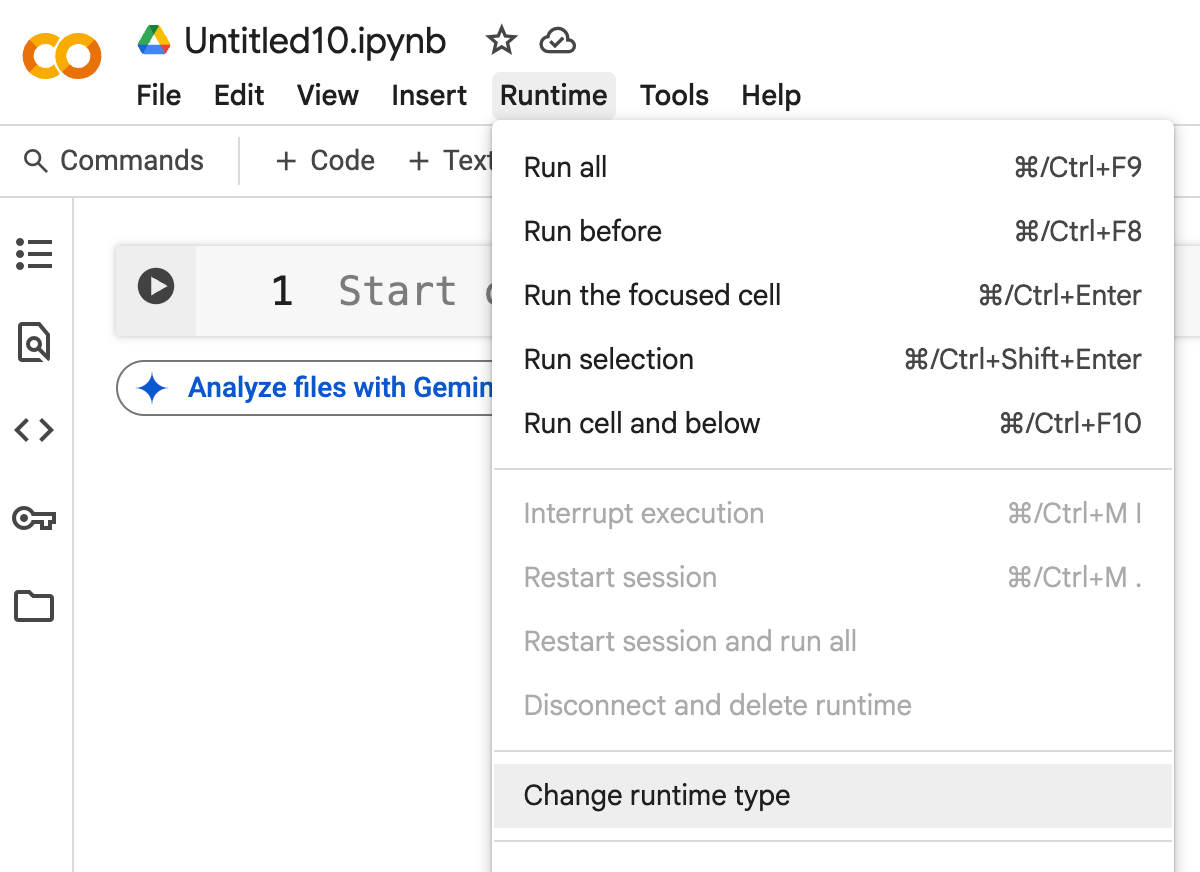 Untitled10.ipynb
File Edit View Insert Runtime Tools Help
Commands + Code + Text
Run all ⌘/Ctrl+F9
Run before ⌘/Ctrl+F8
1 Start
Run the focused cell ⌘/Ctrl+Enter
Run selection ⌘/Ctrl+Shift+Enter
Analyze files with Gemin
Run cell and below ⌘/Ctrl+F10
Interrupt execution ⌘/Ctrl+M I
Restart session ⌘/Ctrl+M .
Restart session and run all
Disconnect and delete runtime
Change runtime type